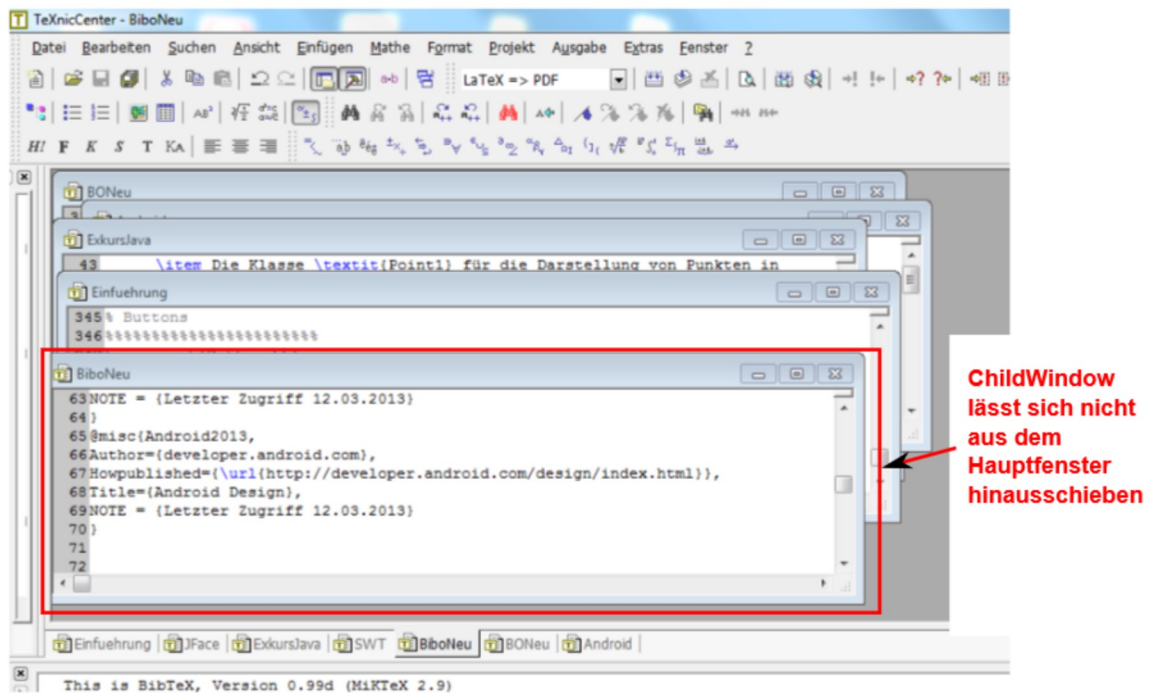 TeXnicCenter - BiboNeu
Datei Bearbeiten Suchen Ansicht Einfügen Mathe Format Projekt Ausgabe Extras Fenster ?
LaTeX => PDF
H! F K S T KA
BONeu
ExkursJava
43 \item Die Klasse \textit{Point1} für die Darstellung von Punkten in
Einfuehrung
345 % Buttons
346 %%%%%%%%%%%%%%%%%%%%%%%
BiboNeu
63 NOTE = {Letzter Zugriff 12.03.2013}
64 }
65 @misc{Android2013,
66 Author={developer.android.com},
67 Howpublished={\url{http://developer.android.com/design/index.html}},
68 Title={Android Design},
69 NOTE = {Letzter Zugriff 12.03.2013}
70 }
71
72
ChildWindow
lässt sich nicht
aus dem
Hauptfenster
hinausschieben
Einfuehrung JFace ExkursJava SWT BiboNeu BONeu Android
This is BibTeX, Version 0.99d (MiKTeX 2.9)